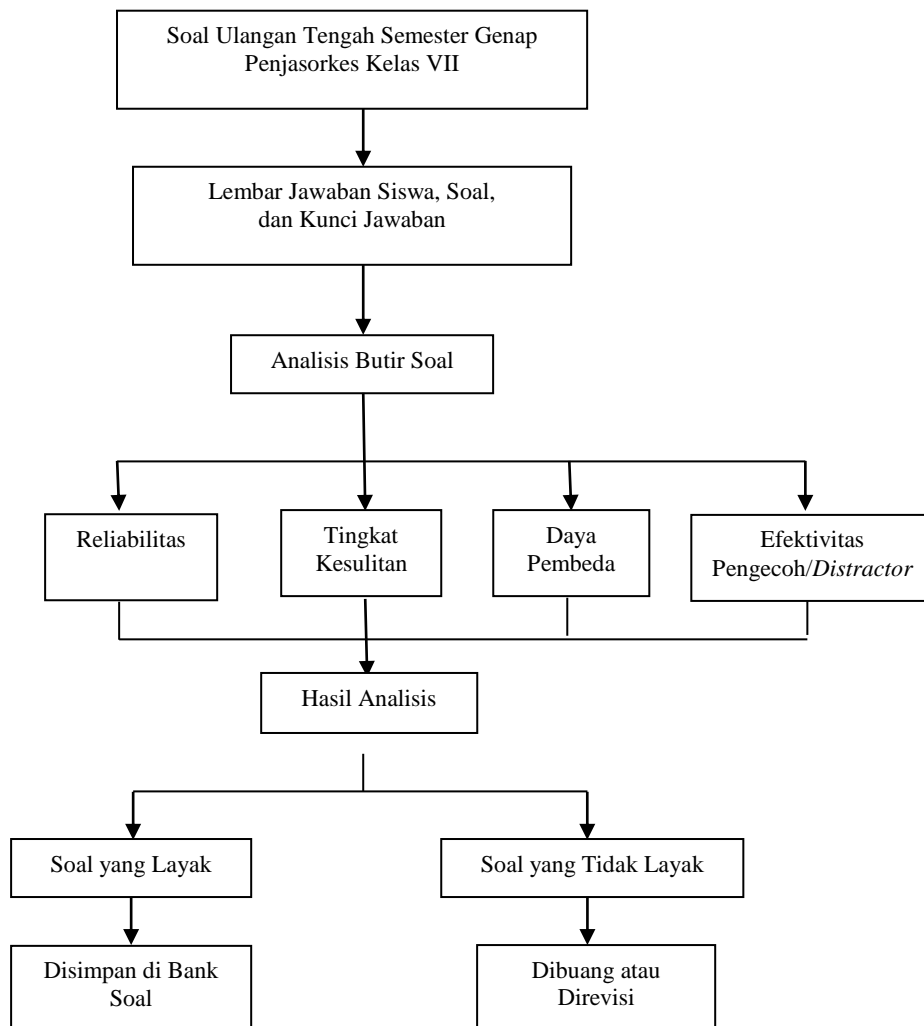 Soal Ulangan Tengah Semester Genap
Penjasorkes Kelas VII
Lembar Jawaban Siswa, Soal,
dan Kunci Jawaban
Analisis Butir Soal
Reliabilitas
Tingkat
Kesulitan
Daya
Pembeda
Efektivitas
Pengecoh/Distractor
Hasil Analisis
Soal yang Layak
Soal yang Tidak Layak
Disimpan di Bank
Soal
Dibuang atau
Direvisi